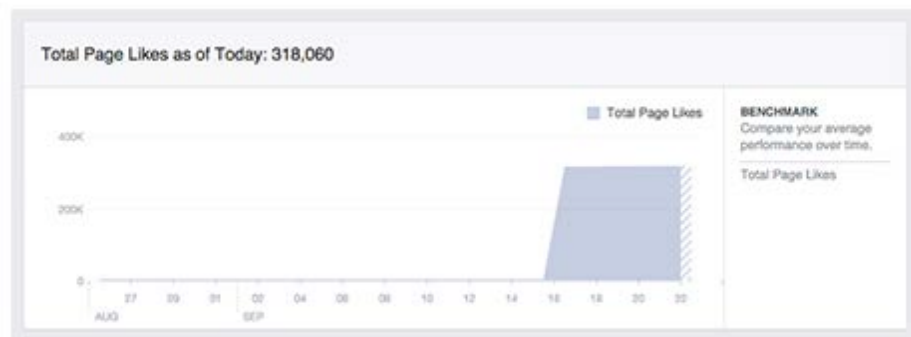 Total Page Likes as of Today: 318,060
Total Page Likes
BENCHMARK
Compare your average
performance over time.
Total Page Likes
400K
200K
0
27 29 31 02 04 06 08 10 12 14 16 18 20 22
AUG SEP